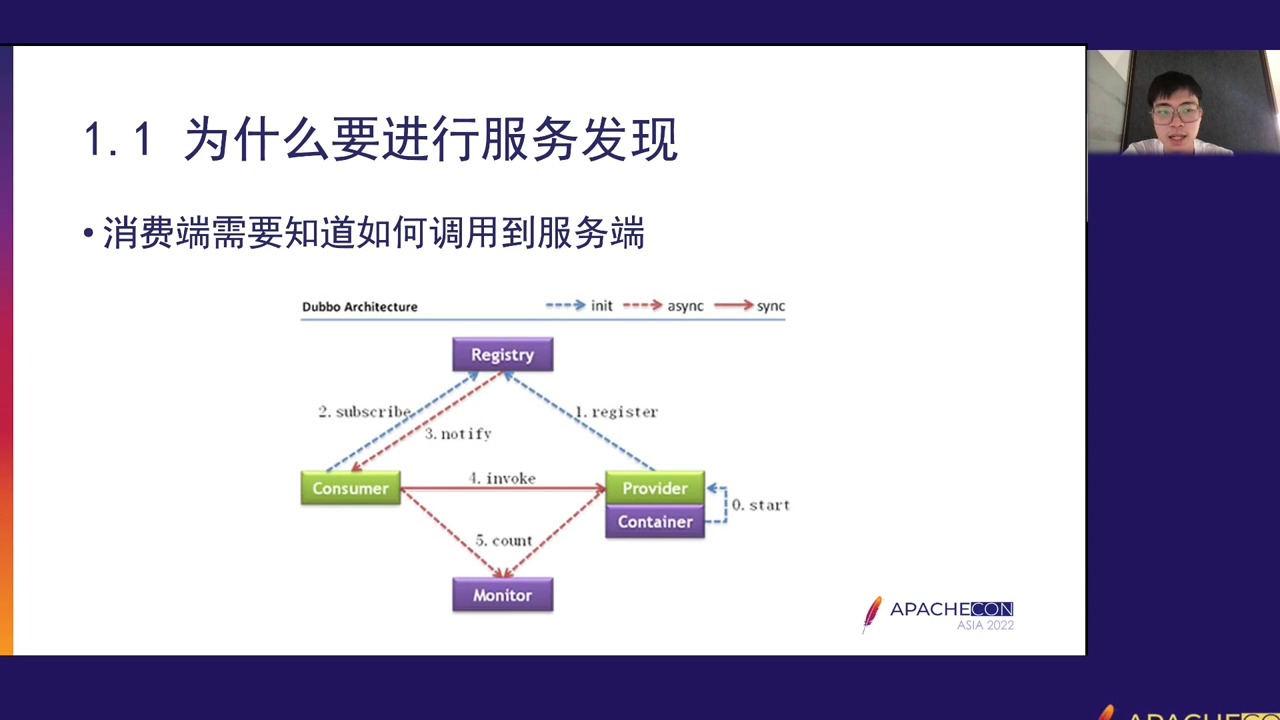 1.1 为什么要进行服务发现
• 消费端需要知道如何调用到服务端
Dubbo Architecture
init
async
sync
Registry
2.subscribe
1.register
3.notify
Consumer
4.invoke
Provider
0.start
Container
5.count
Monitor
APACHECON
ASIA 2022